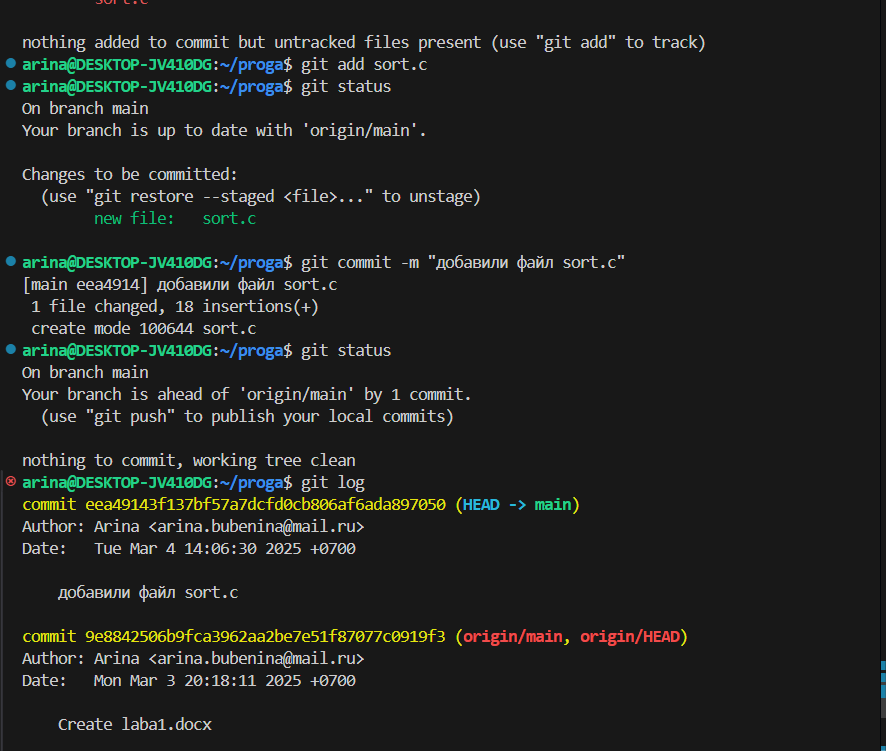 sort.c
nothing added to commit but untracked files present (use "git add" to track)
arina@DESKTOP-JV410DG:~/proga$ git add sort.c
arina@DESKTOP-JV410DG:~/proga$ git status
On branch main
Your branch is up to date with 'origin/main'.
Changes to be committed:
(use "git restore --staged <file>..." to unstage)
new file: sort.c
arina@DESKTOP-JV410DG:~/proga$ git commit -m "добавили файл sort.c"
[main eea4914] добавили файл sort.c
1 file changed, 18 insertions(+)
create mode 100644 sort.c
arina@DESKTOP-JV410DG:~/proga$ git status
On branch main
Your branch is ahead of 'origin/main' by 1 commit.
(use "git push" to publish your local commits)
nothing to commit, working tree clean
arina@DESKTOP-JV410DG:~/proga$ git log
commit eea49143f137bf57a7dcfd0cb806af6ada897050 (HEAD -> main)
Author: Arina <arina.bubenina@mail.ru>
Date: Tue Mar 4 14:06:30 2025 +0700
добавили файл sort.c
commit 9e8842506b9fca3962aa2be7e51f87077c0919f3 (origin/main, origin/HEAD)
Author: Arina <arina.bubenina@mail.ru>
Date: Mon Mar 3 20:18:11 2025 +0700
Create laba1.docx